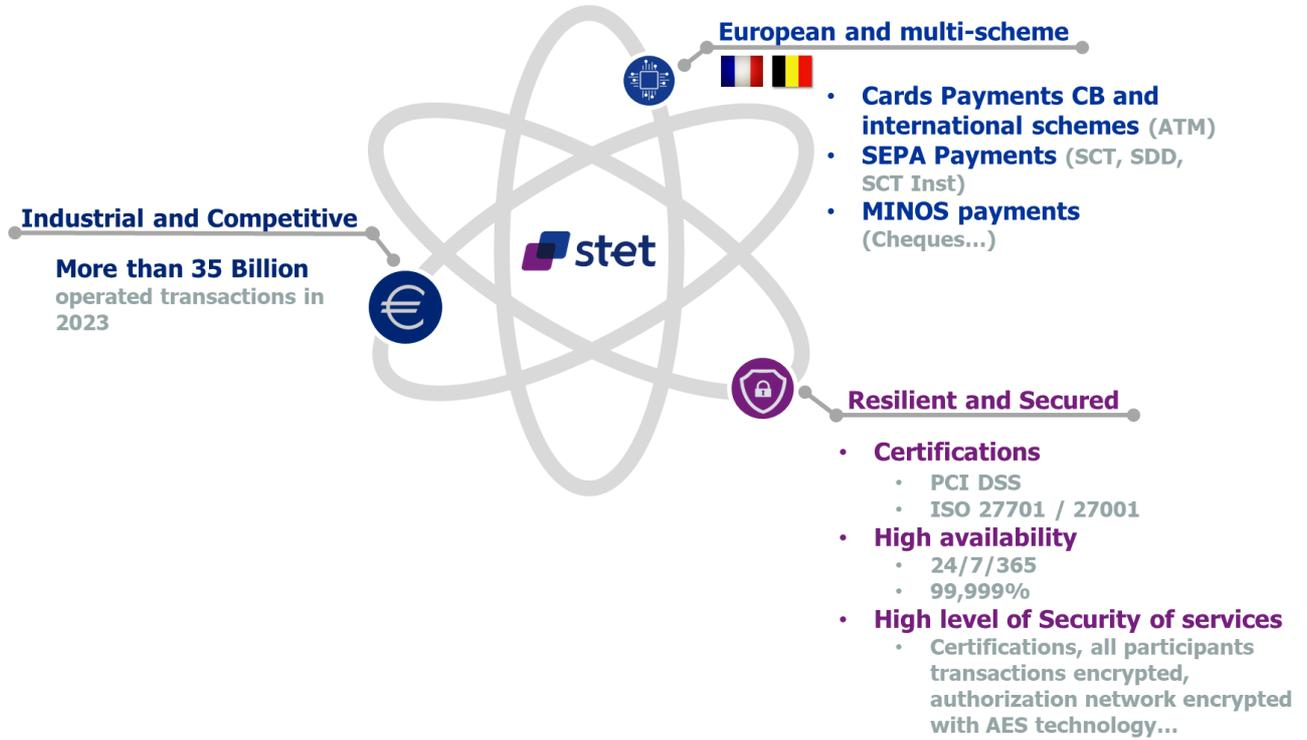 European and multi-scheme
• Cards Payments CB and
international schemes (ATM)
• SEPA Payments (SCT, SDD,
SCT Inst)
• MINOS payments
(Cheques...)
Industrial and Competitive
More than 35 Billion
operated transactions in
2023
€
stet
Resilient and Secured
• Certifications
• PCI DSS
• ISO 27701 / 27001
• High availability
• 24/7/365
• 99,999%
• High level of Security of services
• Certifications, all participants
transactions encrypted,
authorization network encrypted
with AES technology...